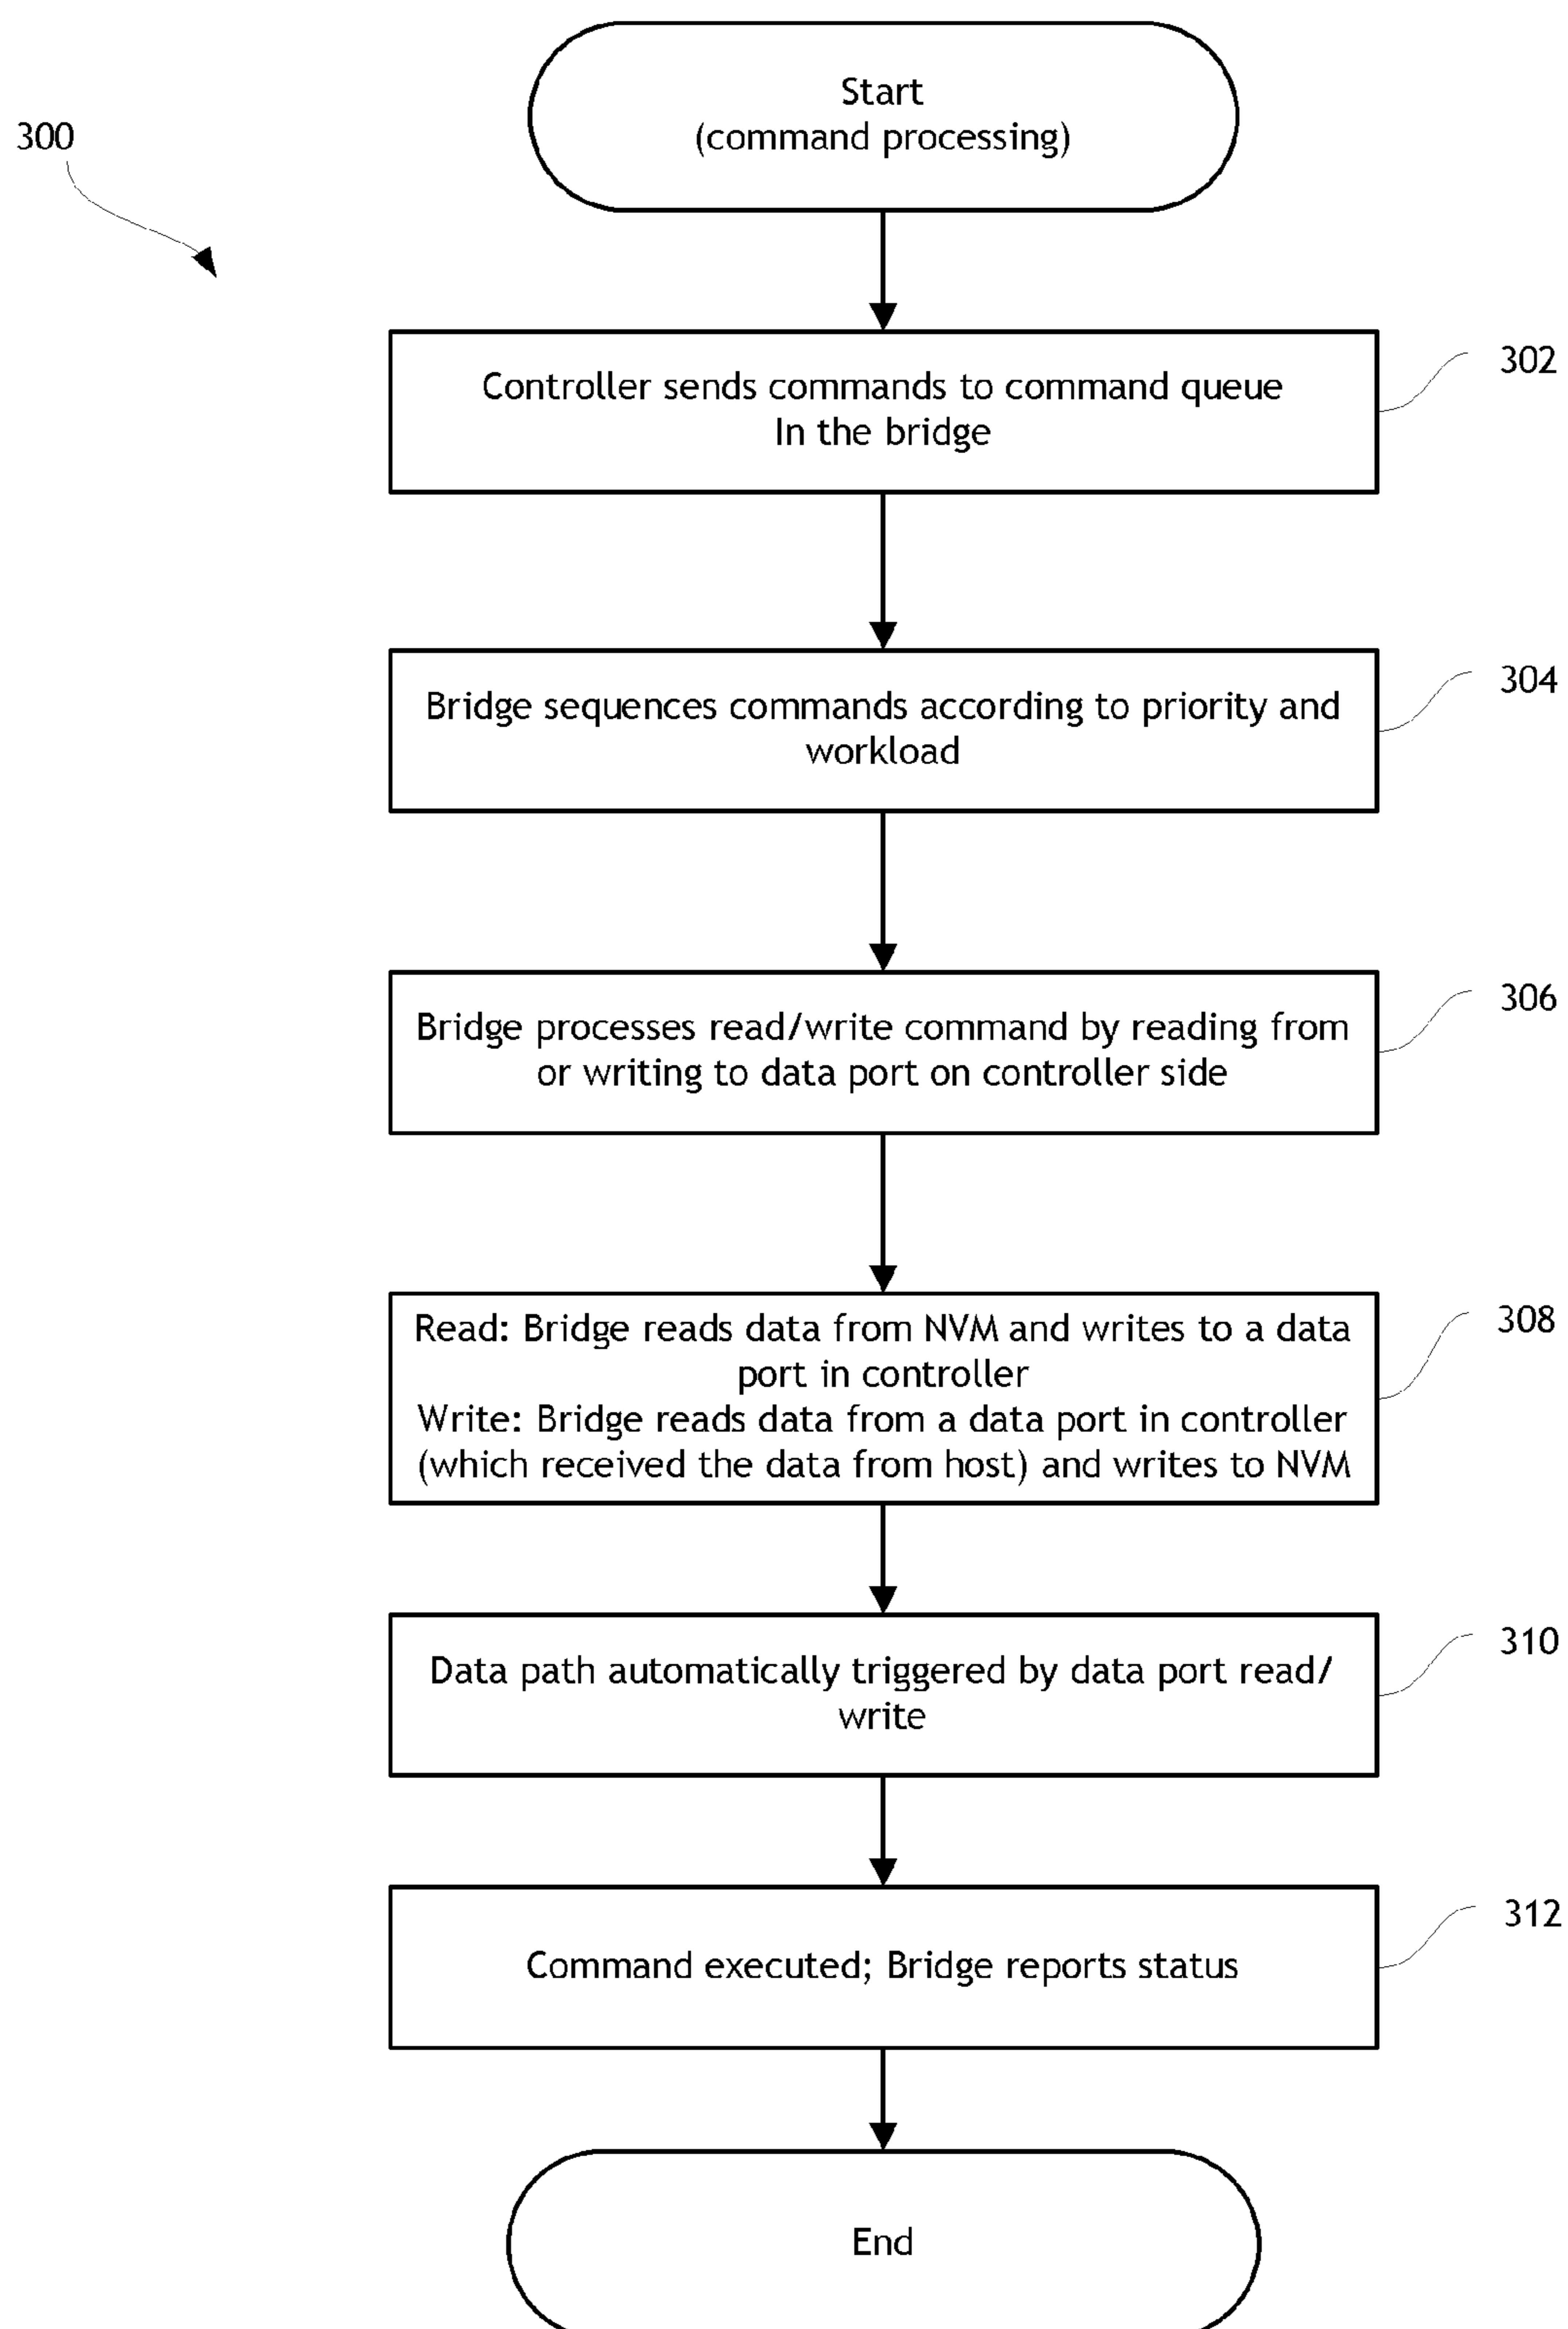 Start
(command processing)
300
Controller sends commands to command queue
In the bridge
302
Bridge sequences commands according to priority and
workload
304
Bridge processes read/write command by reading from
or writing to data port on controller side
306
Read: Bridge reads data from NVM and writes to a data
port in controller
Write: Bridge reads data from a data port in controller
(which received the data from host) and writes to NVM
308
Data path automatically triggered by data port read/
write
310
Command executed; Bridge reports status
312
End